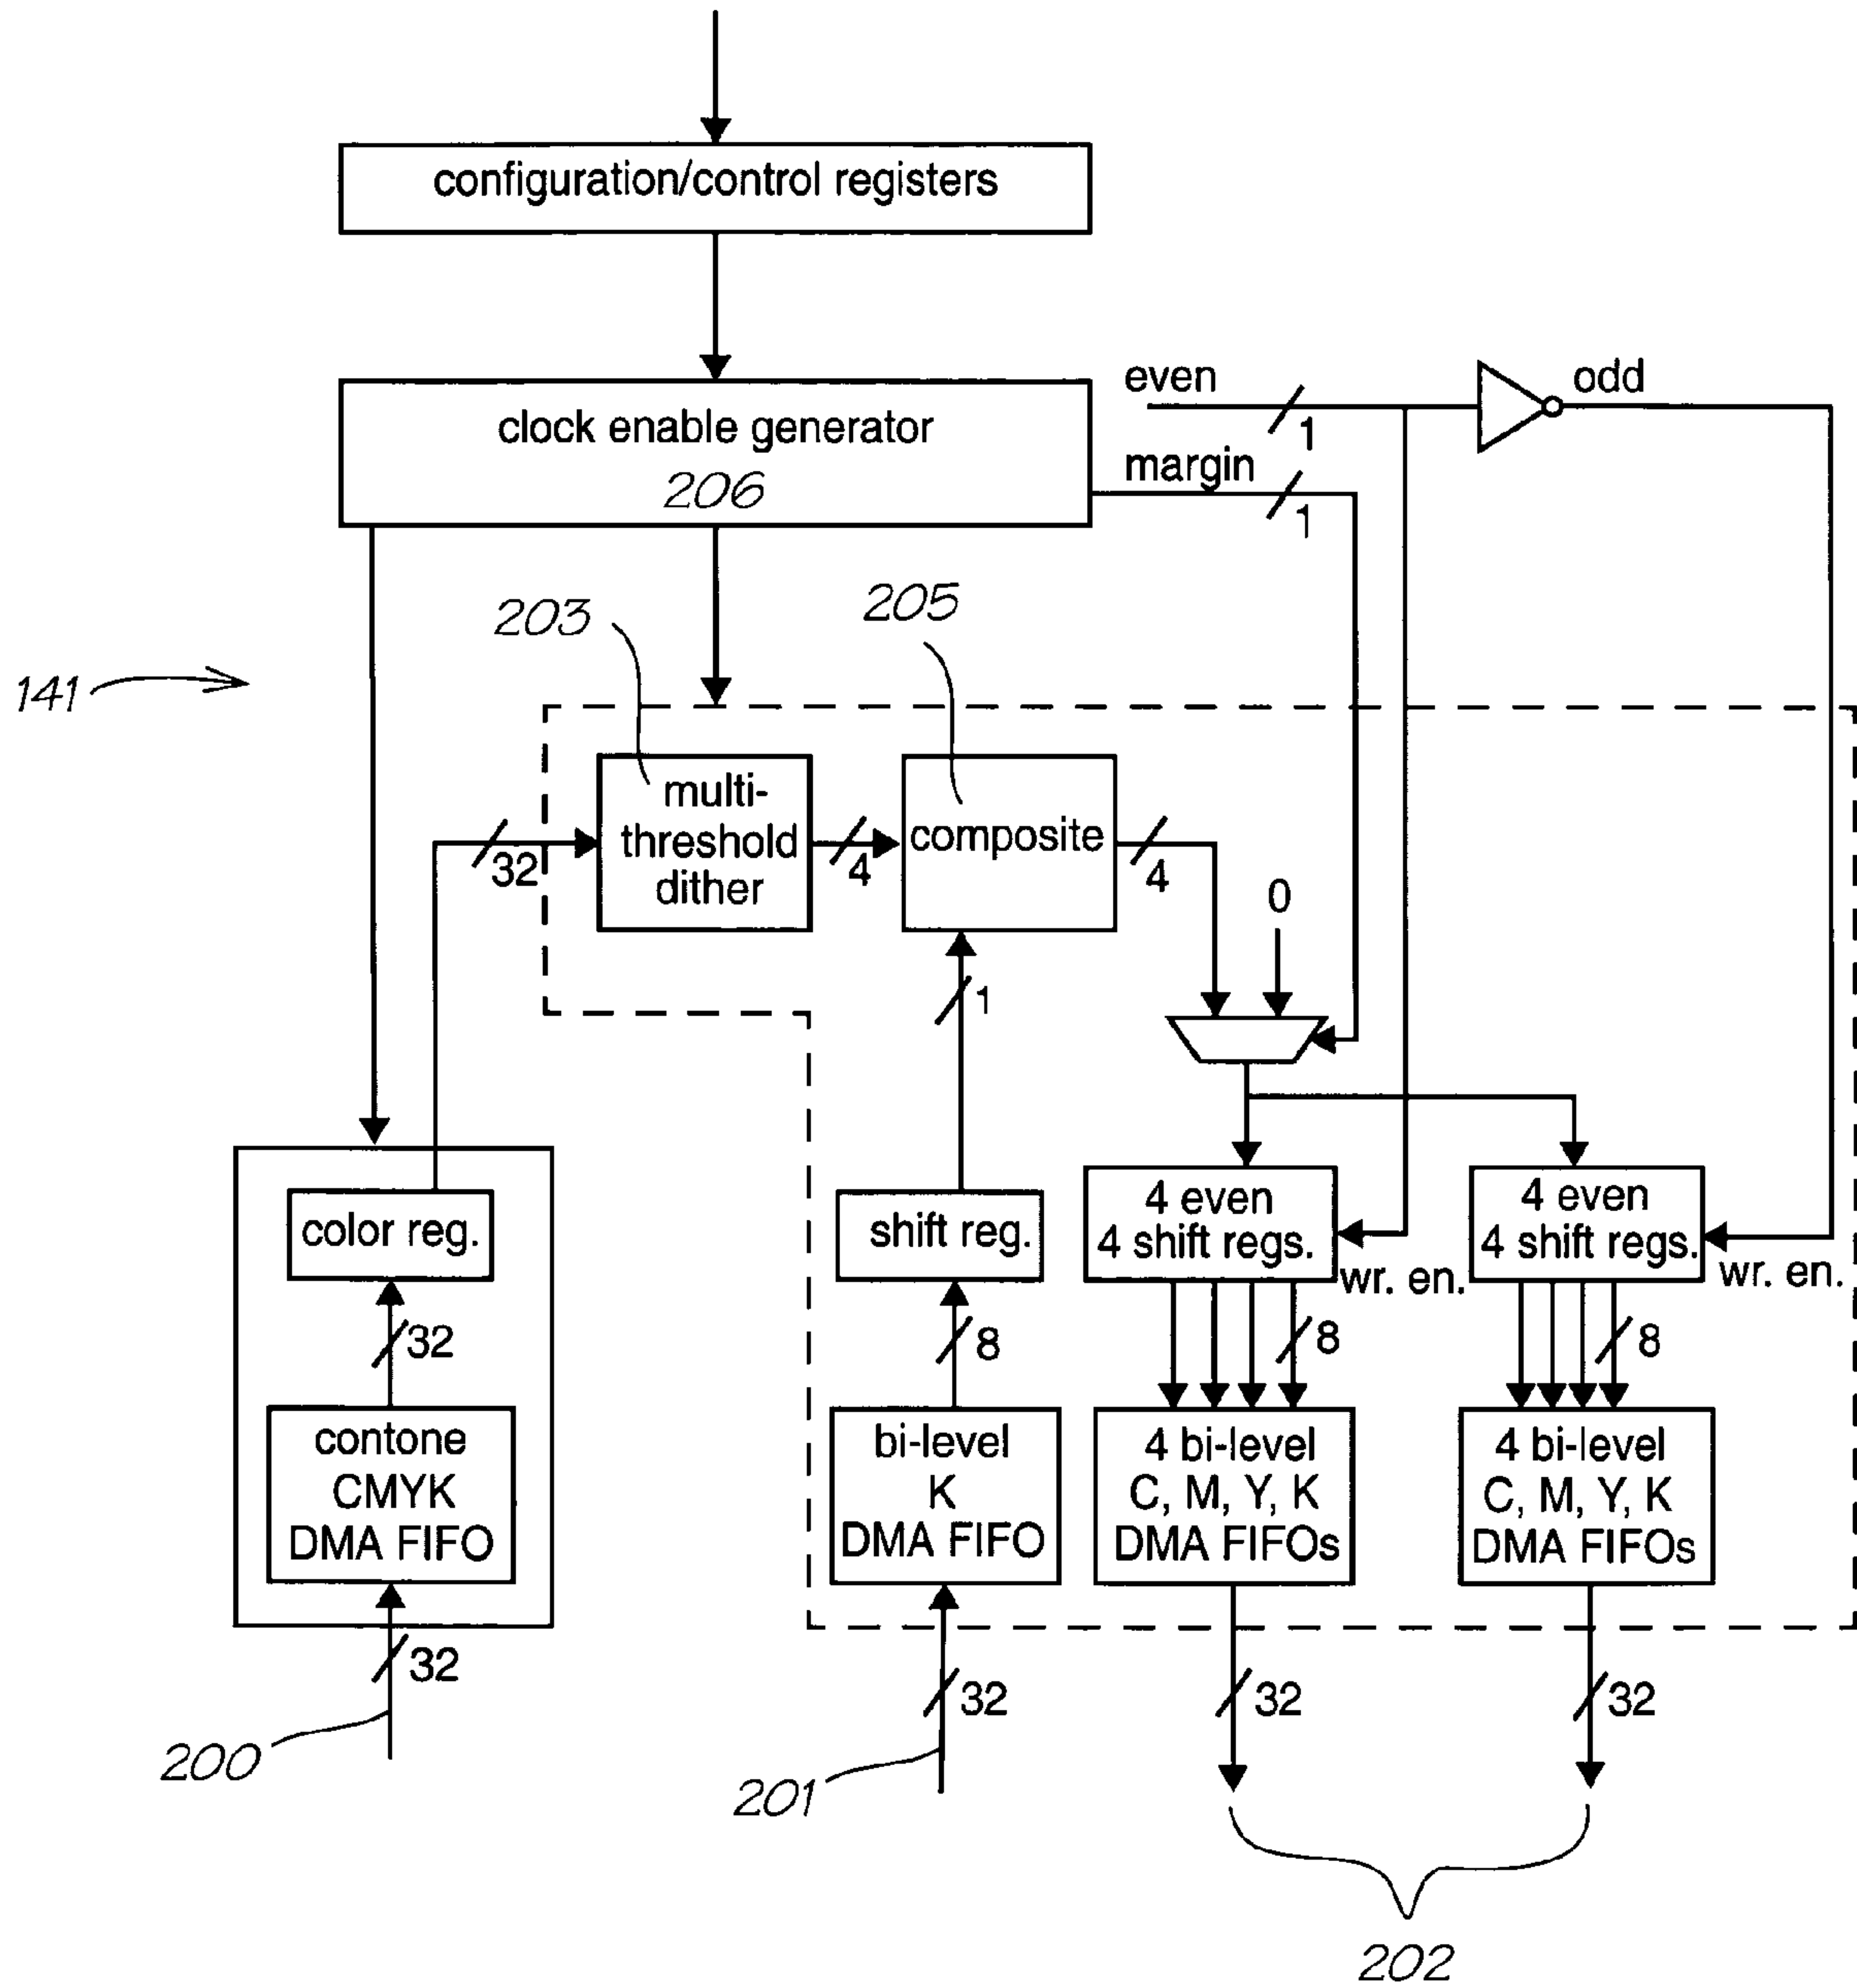 configuration/control registers
clock enable generator
206
even
1
odd
margin
1
203
205
141
multi-
threshold
dither
composite
32
4
4
0
1
color reg.
shift reg.
4 even
4 shift regs.
wr. en.
4 even
4 shift regs.
wr. en.
32
8
8
8
contone
CMYK
DMA FIFO
bi-level
K
DMA FIFO
4 bi-level
C, M, Y, K
DMA FIFOs
4 bi-level
C, M, Y, K
DMA FIFOs
32
32
32
32
200
201
202